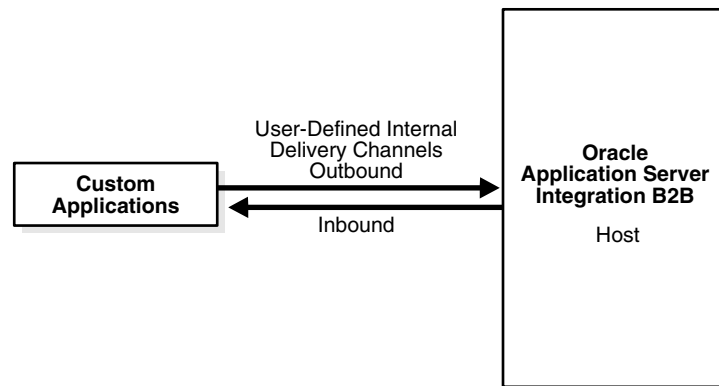 User-Defined Internal
Delivery Channels
Outbound
Custom
Applications
Inbound
Oracle
Application Server
Integration B2B
Host